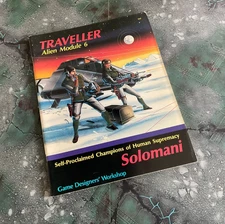 TRAVELLER
Alien Module 6
Self-Proclaimed Champions of Human Supremacy
Solomani
Game Designers' Workshop